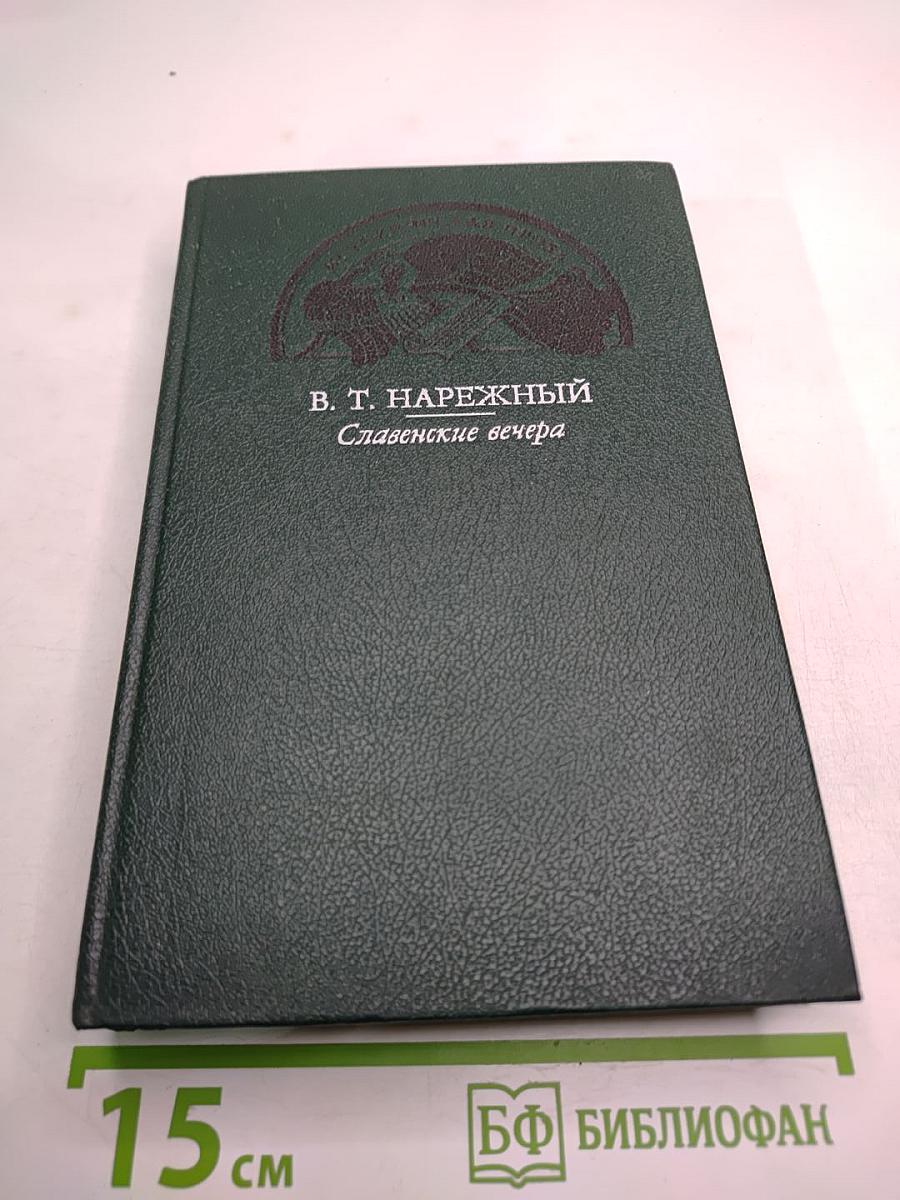 В. Т. НАРЕЖНЫЙ
Славенские вечера
15 см
БФ БИБЛИОФАН